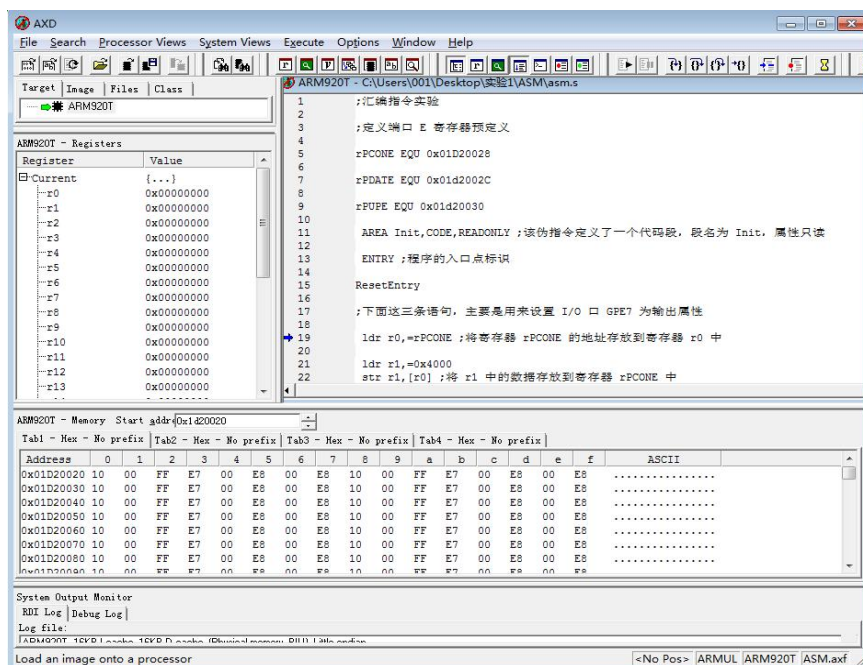 AXD
File Search Processor Views System Views Execute Options Window Help
Target Image Files Class
ARM920T
ARM920T - Registers
Register Value
Current {...}
r0 0x00000000
r1 0x00000000
r2 0x00000000
r3 0x00000000
r4 0x00000000
r5 0x00000000
r6 0x00000000
r7 0x00000000
r8 0x00000000
r9 0x00000000
r10 0x00000000
r11 0x00000000
r12 0x00000000
r13 0x00000000
ARM920T - C:\Users\001\Desktop\实验1\ASM\asm.s
1 ;汇编指令实验
2
3 ;定义端口 E 寄存器预定义
4
5 rPCONE EQU 0x01D20028
6
7 rPDATE EQU 0x01d2002C
8
9 rPUPE EQU 0x01d20030
10
11 AREA Init,CODE,READONLY ;该伪指令定义了一个代码段，段名为 Init，属性只读
12
13 ENTRY ;程序的入口点标识
14
15 ResetEntry
16
17 ;下面这三条语句，主要是用来设置 I/O 口 GPE7 为输出属性
18
19 ldr r0,=rPCONE ;将寄存器 rPCONE 的地址存放到寄存器 r0 中
20
21 ldr r1,=0x4000
22 str r1,[r0] ;将 r1 中的数据存放到寄存器 rPCONE 中
ARM920T - Memory Start addr 0x1d20020
Tab1 - Hex - No prefix Tab2 - Hex - No prefix Tab3 - Hex - No prefix Tab4 - Hex - No prefix
Address 0 1 2 3 4 5 6 7 8 9 a b c d e f ASCII
0x01D20020 10 00 FF E7 00 E8 00 E8 10 00 FF E7 00 E8 00 E8 ................
0x01D20030 10 00 FF E7 00 E8 00 E8 10 00 FF E7 00 E8 00 E8 ................
0x01D20040 10 00 FF E7 00 E8 00 E8 10 00 FF E7 00 E8 00 E8 ................
0x01D20050 10 00 FF E7 00 E8 00 E8 10 00 FF E7 00 E8 00 E8 ................
0x01D20060 10 00 FF E7 00 E8 00 E8 10 00 FF E7 00 E8 00 E8 ................
0x01D20070 10 00 FF E7 00 E8 00 E8 10 00 FF E7 00 E8 00 E8 ................
0x01D20080 10 00 FF E7 00 E8 00 E8 10 00 FF E7 00 E8 00 E8 ................
0x01D20090 10 00 FF E7 00 E8 00 E8 10 00 FF E7 00 E8 00 E8 ................
System Output Monitor
RDI Log Debug Log
Log file:
Load an image onto a processor
<No Pos> ARMUL ARM920T ASM.axf